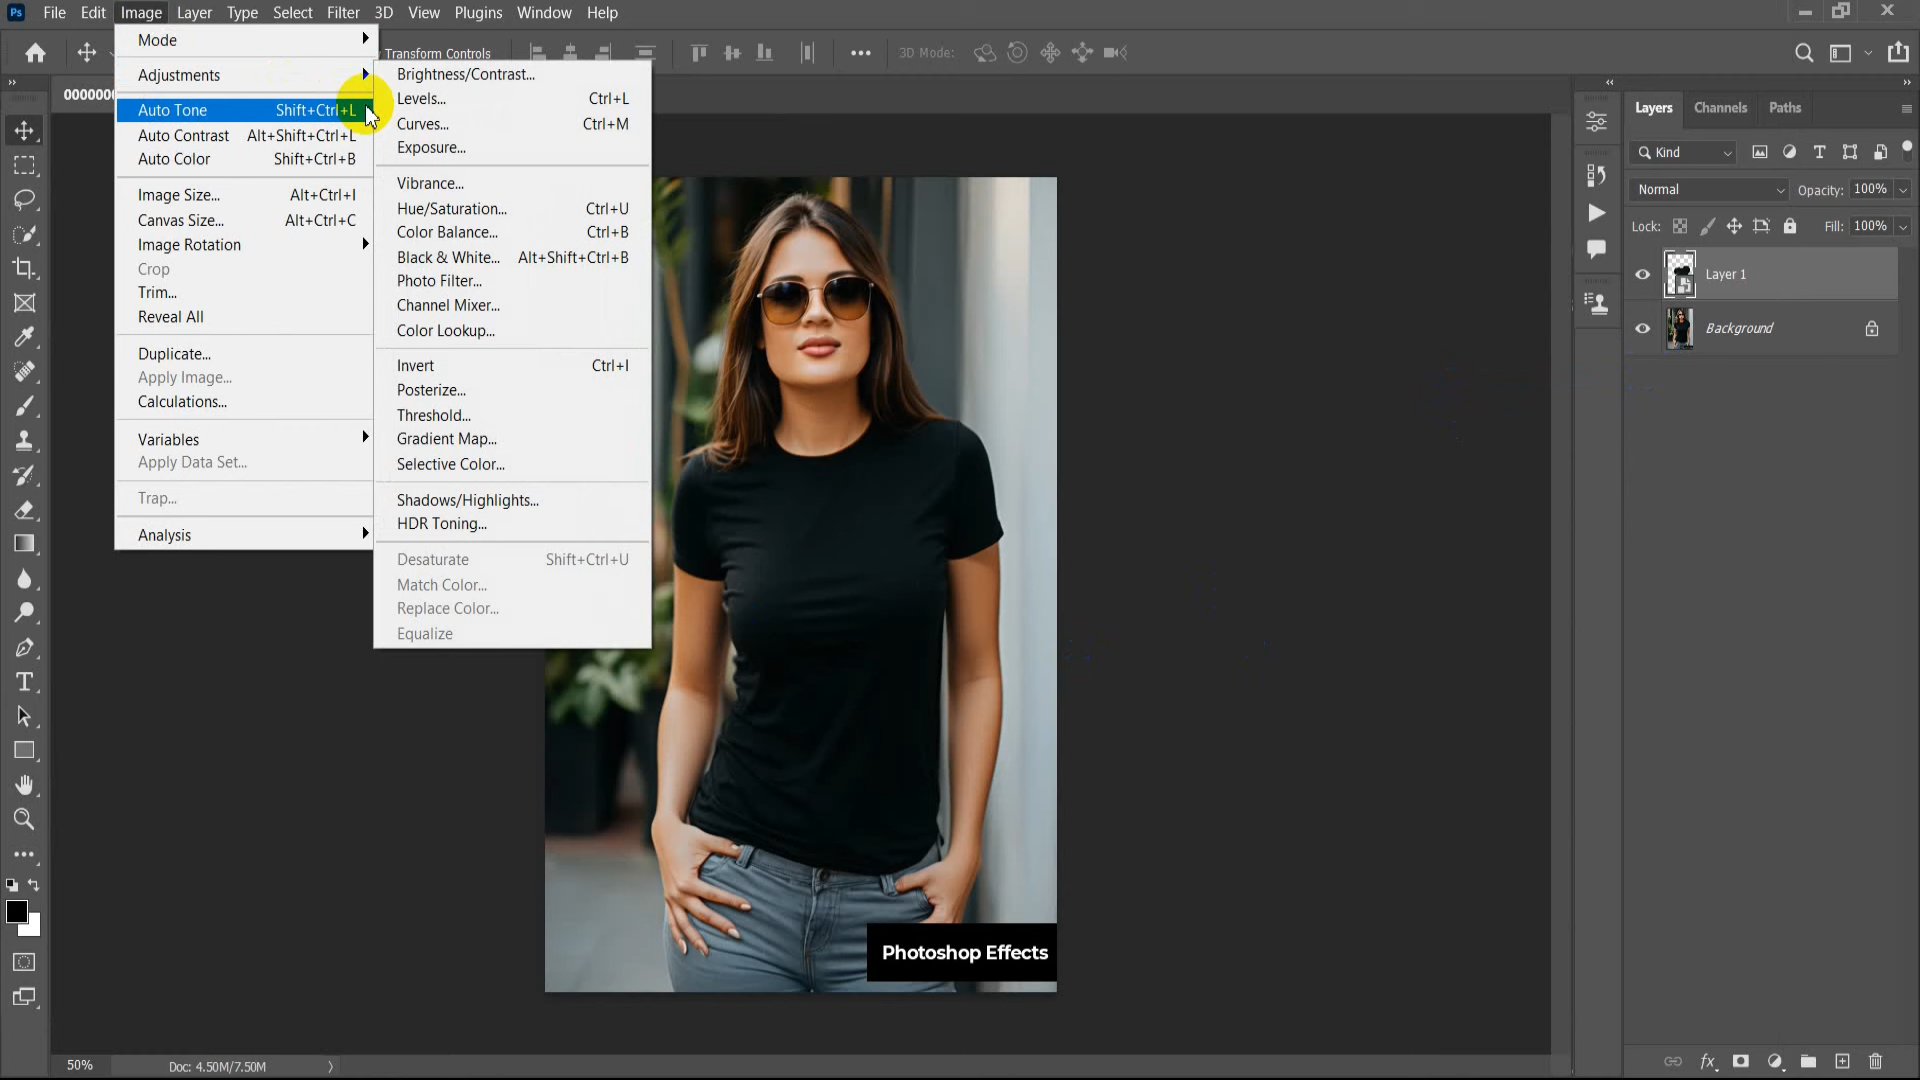 Ps File Edit Image Layer Type Select Filter 3D View Plugins Window Help
Transform Controls 3D Mode:
0000000
Mode
Adjustments
Auto Tone Shift+Ctrl+L
Auto Contrast Alt+Shift+Ctrl+L
Auto Color Shift+Ctrl+B
Image Size... Alt+Ctrl+I
Canvas Size... Alt+Ctrl+C
Image Rotation
Crop
Trim...
Reveal All
Duplicate...
Apply Image...
Calculations...
Variables
Apply Data Set...
Trap...
Analysis
Brightness/Contrast...
Levels... Ctrl+L
Curves... Ctrl+M
Exposure...
Vibrance...
Hue/Saturation... Ctrl+U
Color Balance... Ctrl+B
Black & White... Alt+Shift+Ctrl+B
Photo Filter...
Channel Mixer...
Color Lookup...
Invert Ctrl+I
Posterize...
Threshold...
Gradient Map...
Selective Color...
Shadows/Highlights...
HDR Toning...
Desaturate Shift+Ctrl+U
Match Color...
Replace Color...
Equalize
Photoshop Effects
Layers Channels Paths
Kind
Normal Opacity: 100%
Lock: Fill: 100%
Layer 1
Background
fx
50% Doc: 4.50M/7.50M